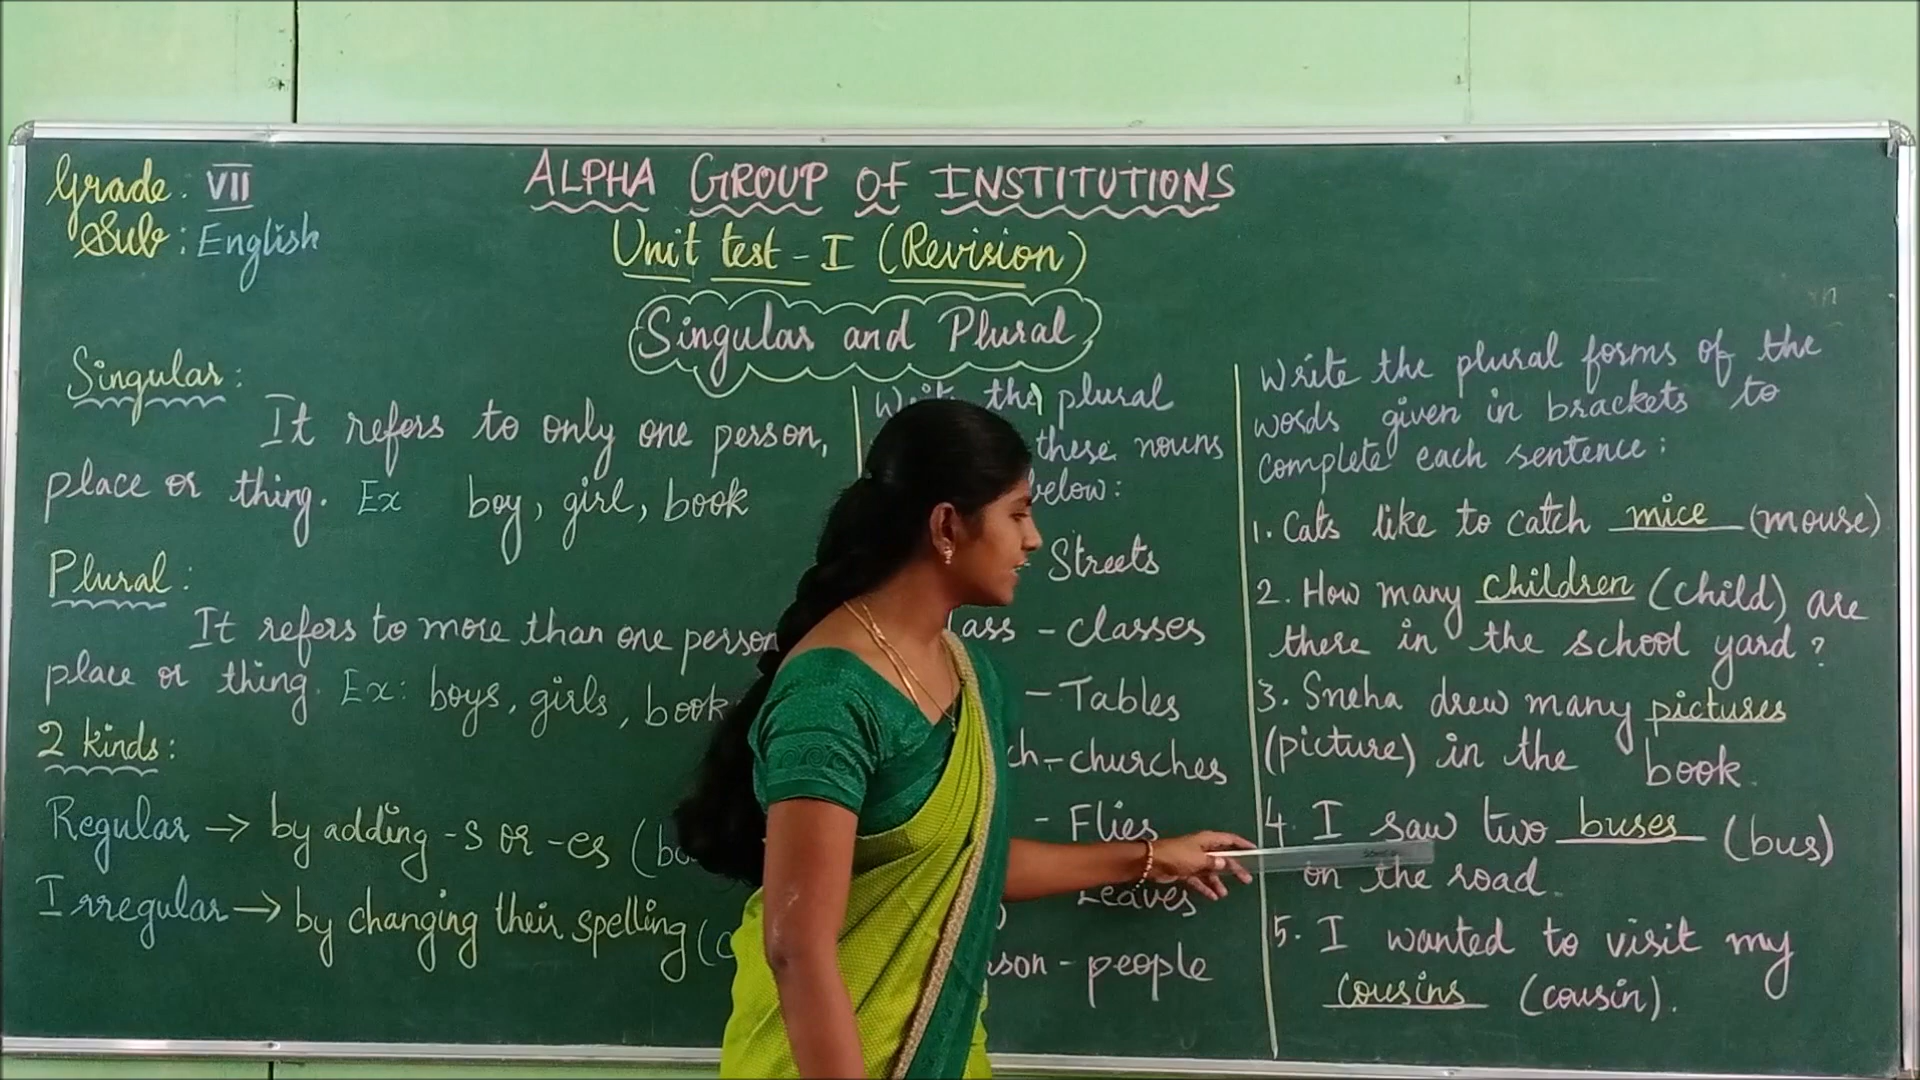 Grade: VII
Sub: English
ALPHA GROUP OF INSTITUTIONS
Unit test - I (Revision)
Singular and Plural
Singular:
It refers to only one person,
place or thing. Ex boy, girl, book
Plural:
It refers to more than one person
place or thing. Ex: boys, girls, book
2 kinds:
Regular → by adding -s or -es (
Irregular → by changing their spelling (
the plural
these nouns
below:
Streets
- classes
- Tables
- churches
- Flies
Leaves
- people
Write the plural forms of the
words given in brackets to
complete each sentence:
1. Cats like to catch mice (mouse)
2. How many children (child) are
there in the school yard?
3. Sneha drew many pictures
(picture) in the book.
4. I saw two buses (bus)
on the road.
5. I wanted to visit my
cousins (cousin).